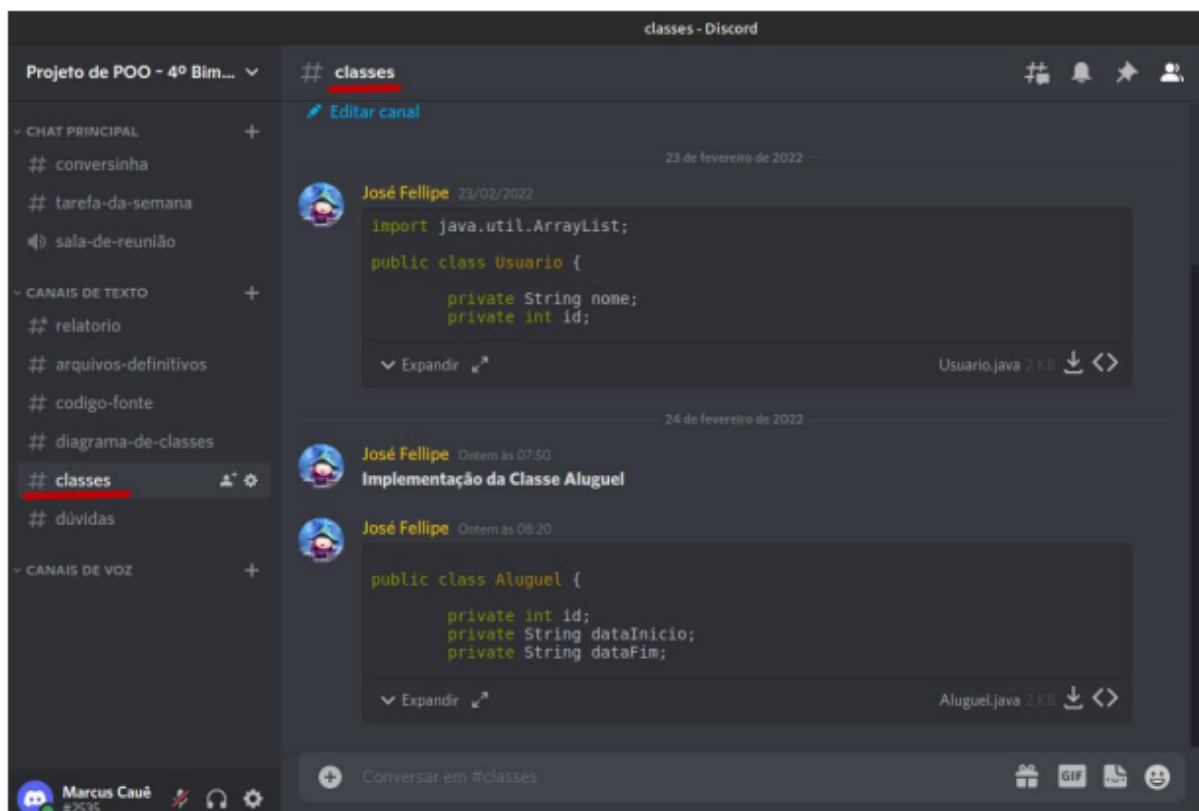 classes - Discord
Projeto de POO - 4º Bim...
CHAT PRINCIPAL
conversinha
tarefa-da-semana
sala-de-reunião
CANAIS DE TEXTO
relatorio
arquivos-definitivos
codigo-fonte
diagrama-de-classes
classes
dúvidas
CANAIS DE VOZ
Marcus Cauê
#2535
classes
Editar canal
23 de fevereiro de 2022
José Fellipe 23/02/2022
import java.util.ArrayList;
public class Usuario {
private String nome;
private int id;
Expandir
Usuario.java 2 KB
24 de fevereiro de 2022
José Fellipe Ontem às 07:50
Implementação da Classe Aluguel
José Fellipe Ontem às 08:20
public class Aluguel {
private int id;
private String dataInicio;
private String dataFim;
Expandir
Aluguel.java 2 KB
Conversar em #classes
GIF